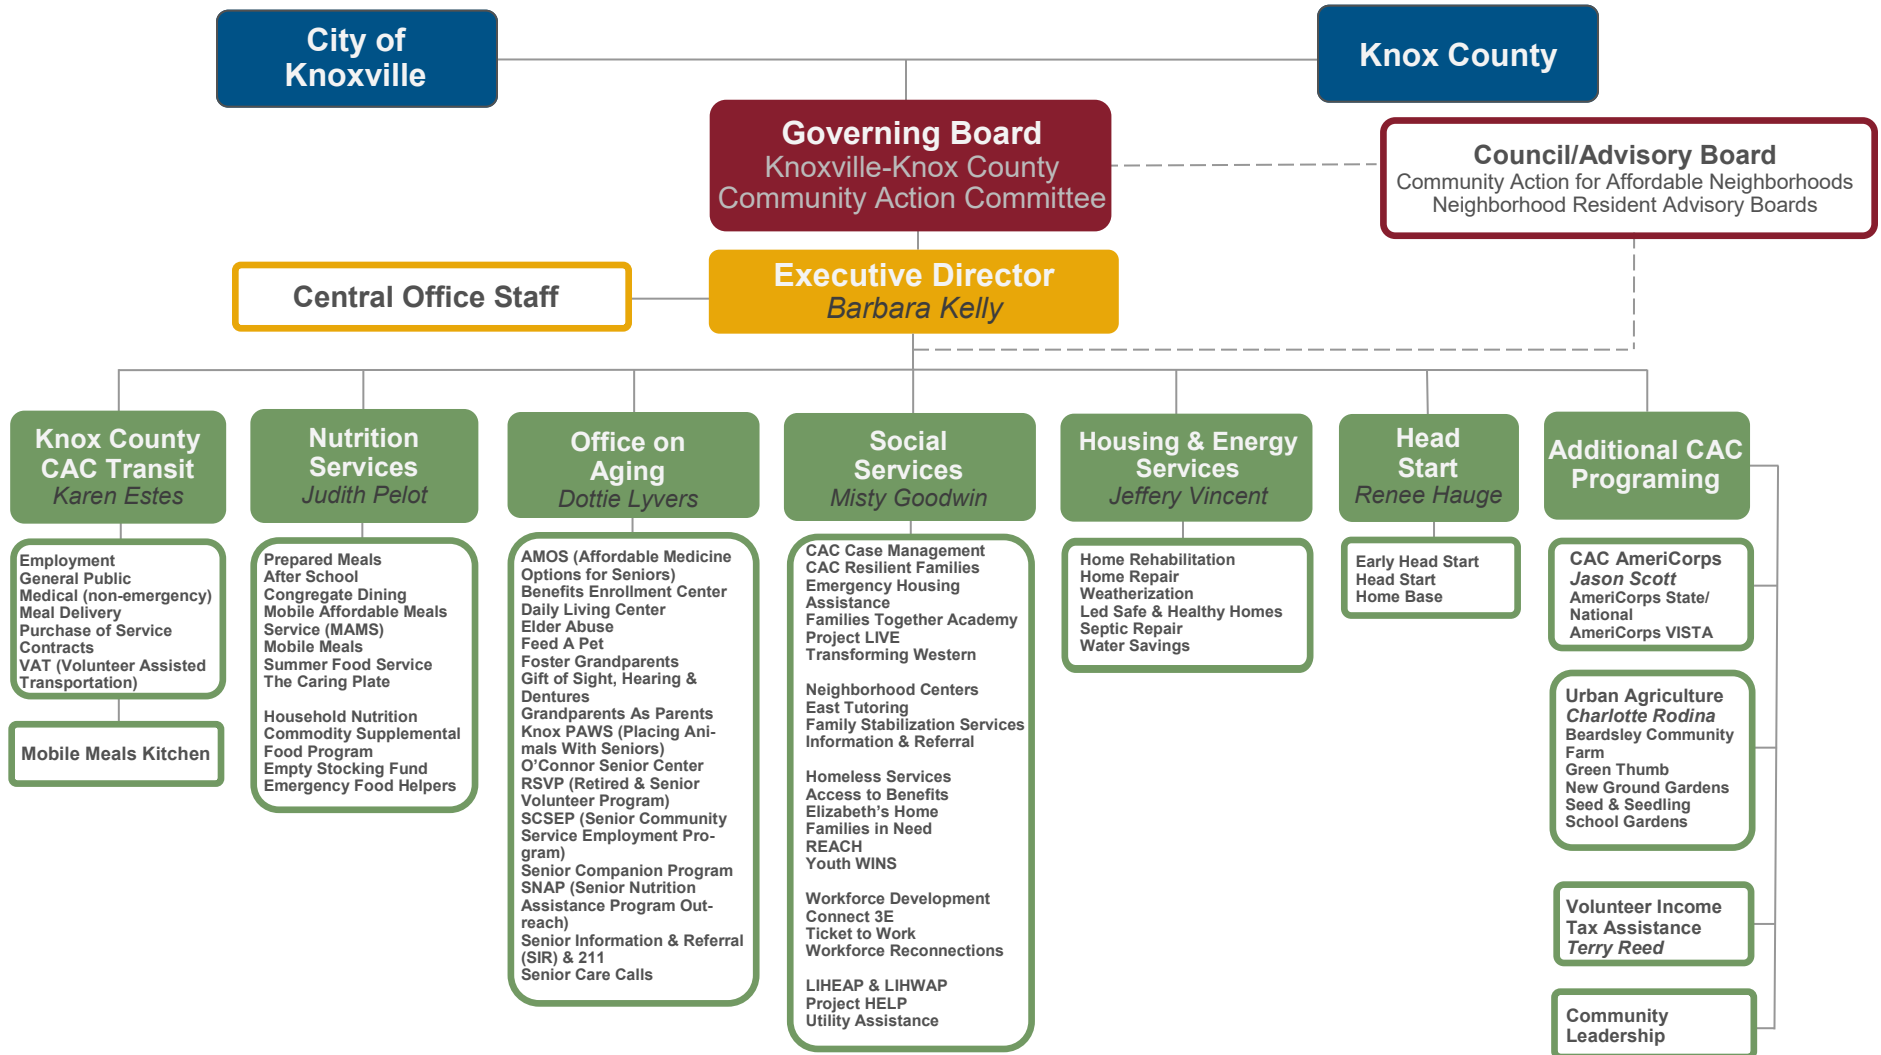 City of
Knoxville
Knox County
Governing Board
Knoxville-Knox County
Community Action Committee
Council/Advisory Board
Community Action for Affordable Neighborhoods
Neighborhood Resident Advisory Boards
Central Office Staff
Executive Director
Barbara Kelly
Knox County
CAC Transit
Karen Estes
Employment
General Public
Medical (non-emergency)
Meal Delivery
Purchase of Service
Contracts
VAT (Volunteer Assisted
Transportation)
Mobile Meals Kitchen
Nutrition
Services
Judith Pelot
Prepared Meals
After School
Congregate Dining
Mobile Affordable Meals
Service (MAMS)
Mobile Meals
Summer Food Service
The Caring Plate
Household Nutrition
Commodity Supplemental
Food Program
Empty Stocking Fund
Emergency Food Helpers
Office on
Aging
Dottie Lyvers
AMOS (Affordable Medicine
Options for Seniors)
Benefits Enrollment Center
Daily Living Center
Elder Abuse
Feed A Pet
Foster Grandparents
Gift of Sight, Hearing &
Dentures
Grandparents As Parents
Knox PAWS (Placing Ani-
mals With Seniors)
O'Connor Senior Center
RSVP (Retired & Senior
Volunteer Program)
SCSEP (Senior Community
Service Employment Pro-
gram)
Senior Companion Program
SNAP (Senior Nutrition
Assistance Program Out-
reach)
Senior Information & Referral
(SIR) & 211
Senior Care Calls
Social
Services
Misty Goodwin
CAC Case Management
CAC Resilient Families
Emergency Housing
Assistance
Families Together Academy
Project LIVE
Transforming Western
Neighborhood Centers
East Tutoring
Family Stabilization Services
Information & Referral
Homeless Services
Access to Benefits
Elizabeth's Home
Families in Need
REACH
Youth WINS
Workforce Development
Connect 3E
Ticket to Work
Workforce Reconnections
LIHEAP & LIHWAP
Project HELP
Utility Assistance
Housing & Energy
Services
Jeffery Vincent
Home Rehabilitation
Home Repair
Weatherization
Led Safe & Healthy Homes
Septic Repair
Water Savings
Head
Start
Renee Hauge
Early Head Start
Head Start
Home Base
Additional CAC
Programing
CAC AmeriCorps
Jason Scott
AmeriCorps State/
National
AmeriCorps VISTA
Urban Agriculture
Charlotte Rodina
Beardsley Community
Farm
Green Thumb
New Ground Gardens
Seed & Seedling
School Gardens
Volunteer Income
Tax Assistance
Terry Reed
Community
Leadership